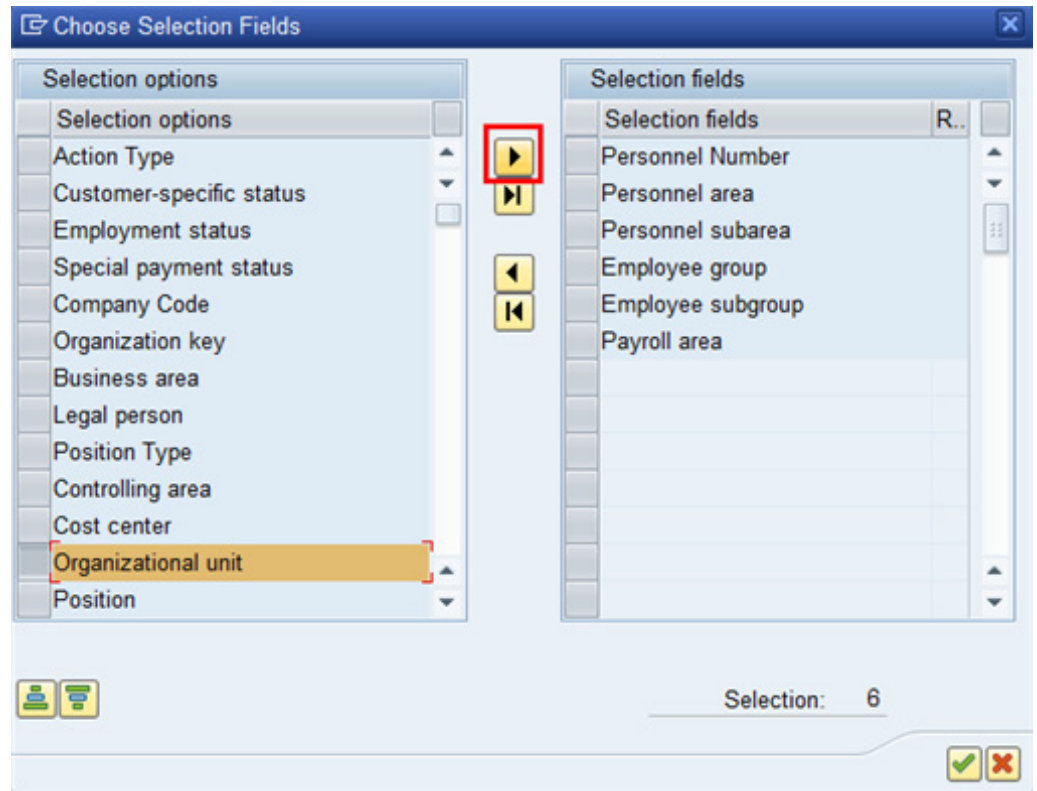 Choose Selection Fields
Selection options
Selection options
Action Type
Customer-specific status
Employment status
Special payment status
Company Code
Organization key
Business area
Legal person
Position Type
Controlling area
Cost center
Organizational unit
Position
Selection fields
Selection fields R..
Personnel Number
Personnel area
Personnel subarea
Employee group
Employee subgroup
Payroll area
Selection: 6